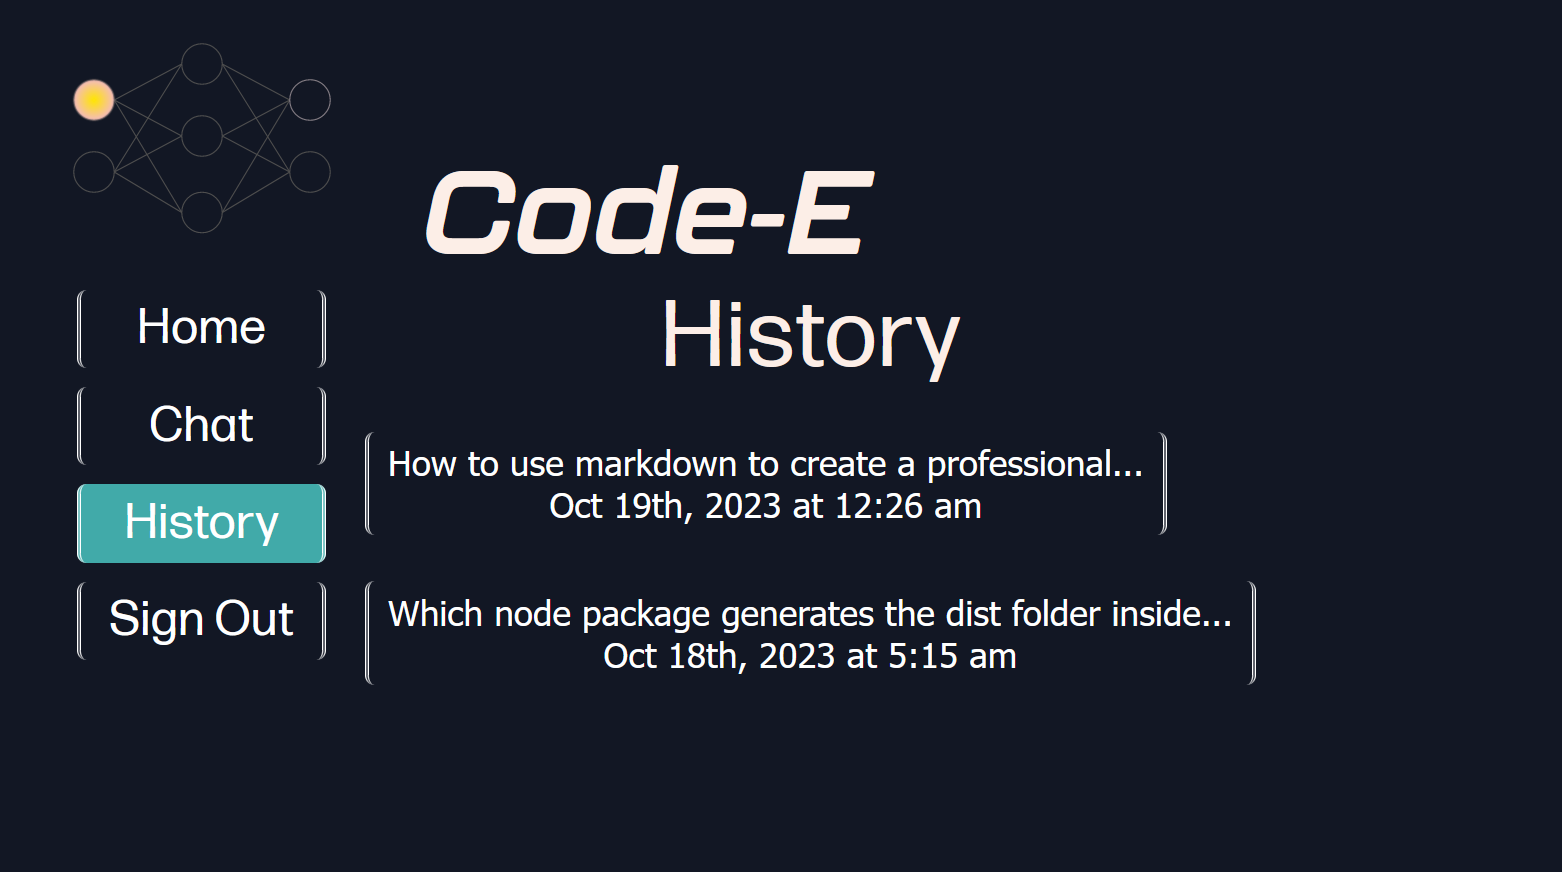 Code-E
History
Home
Chat
History
Sign Out
How to use markdown to create a professional...
Oct 19th, 2023 at 12:26 am
Which node package generates the dist folder inside...
Oct 18th, 2023 at 5:15 am